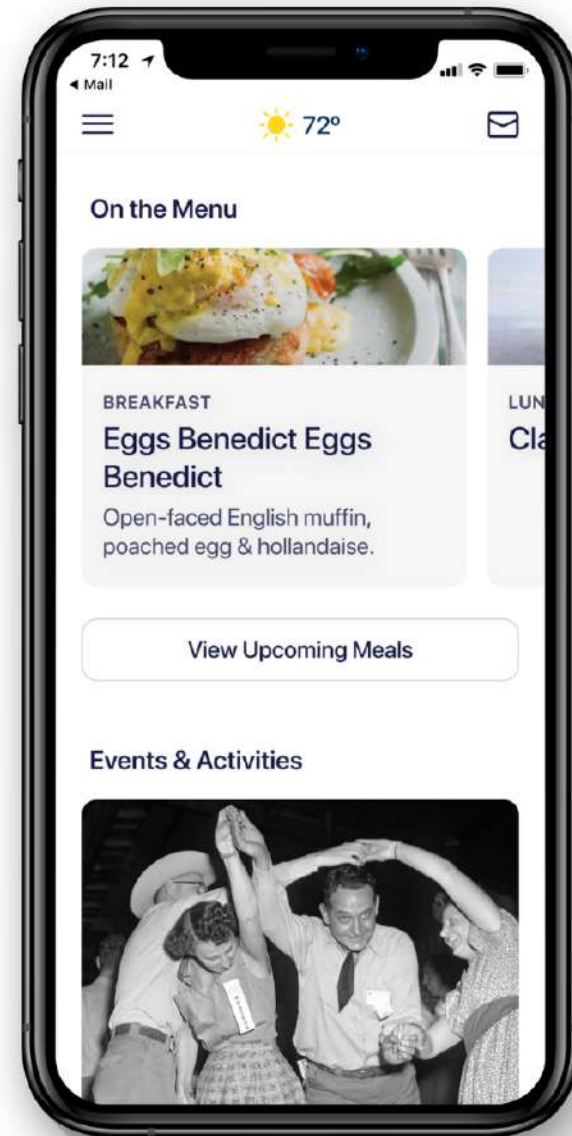 7:12
Mail
72°
On the Menu
BREAKFAST
Eggs Benedict Eggs
Benedict
Open-faced English muffin,
poached egg & hollandaise.
LUN
Cla
View Upcoming Meals
Events & Activities